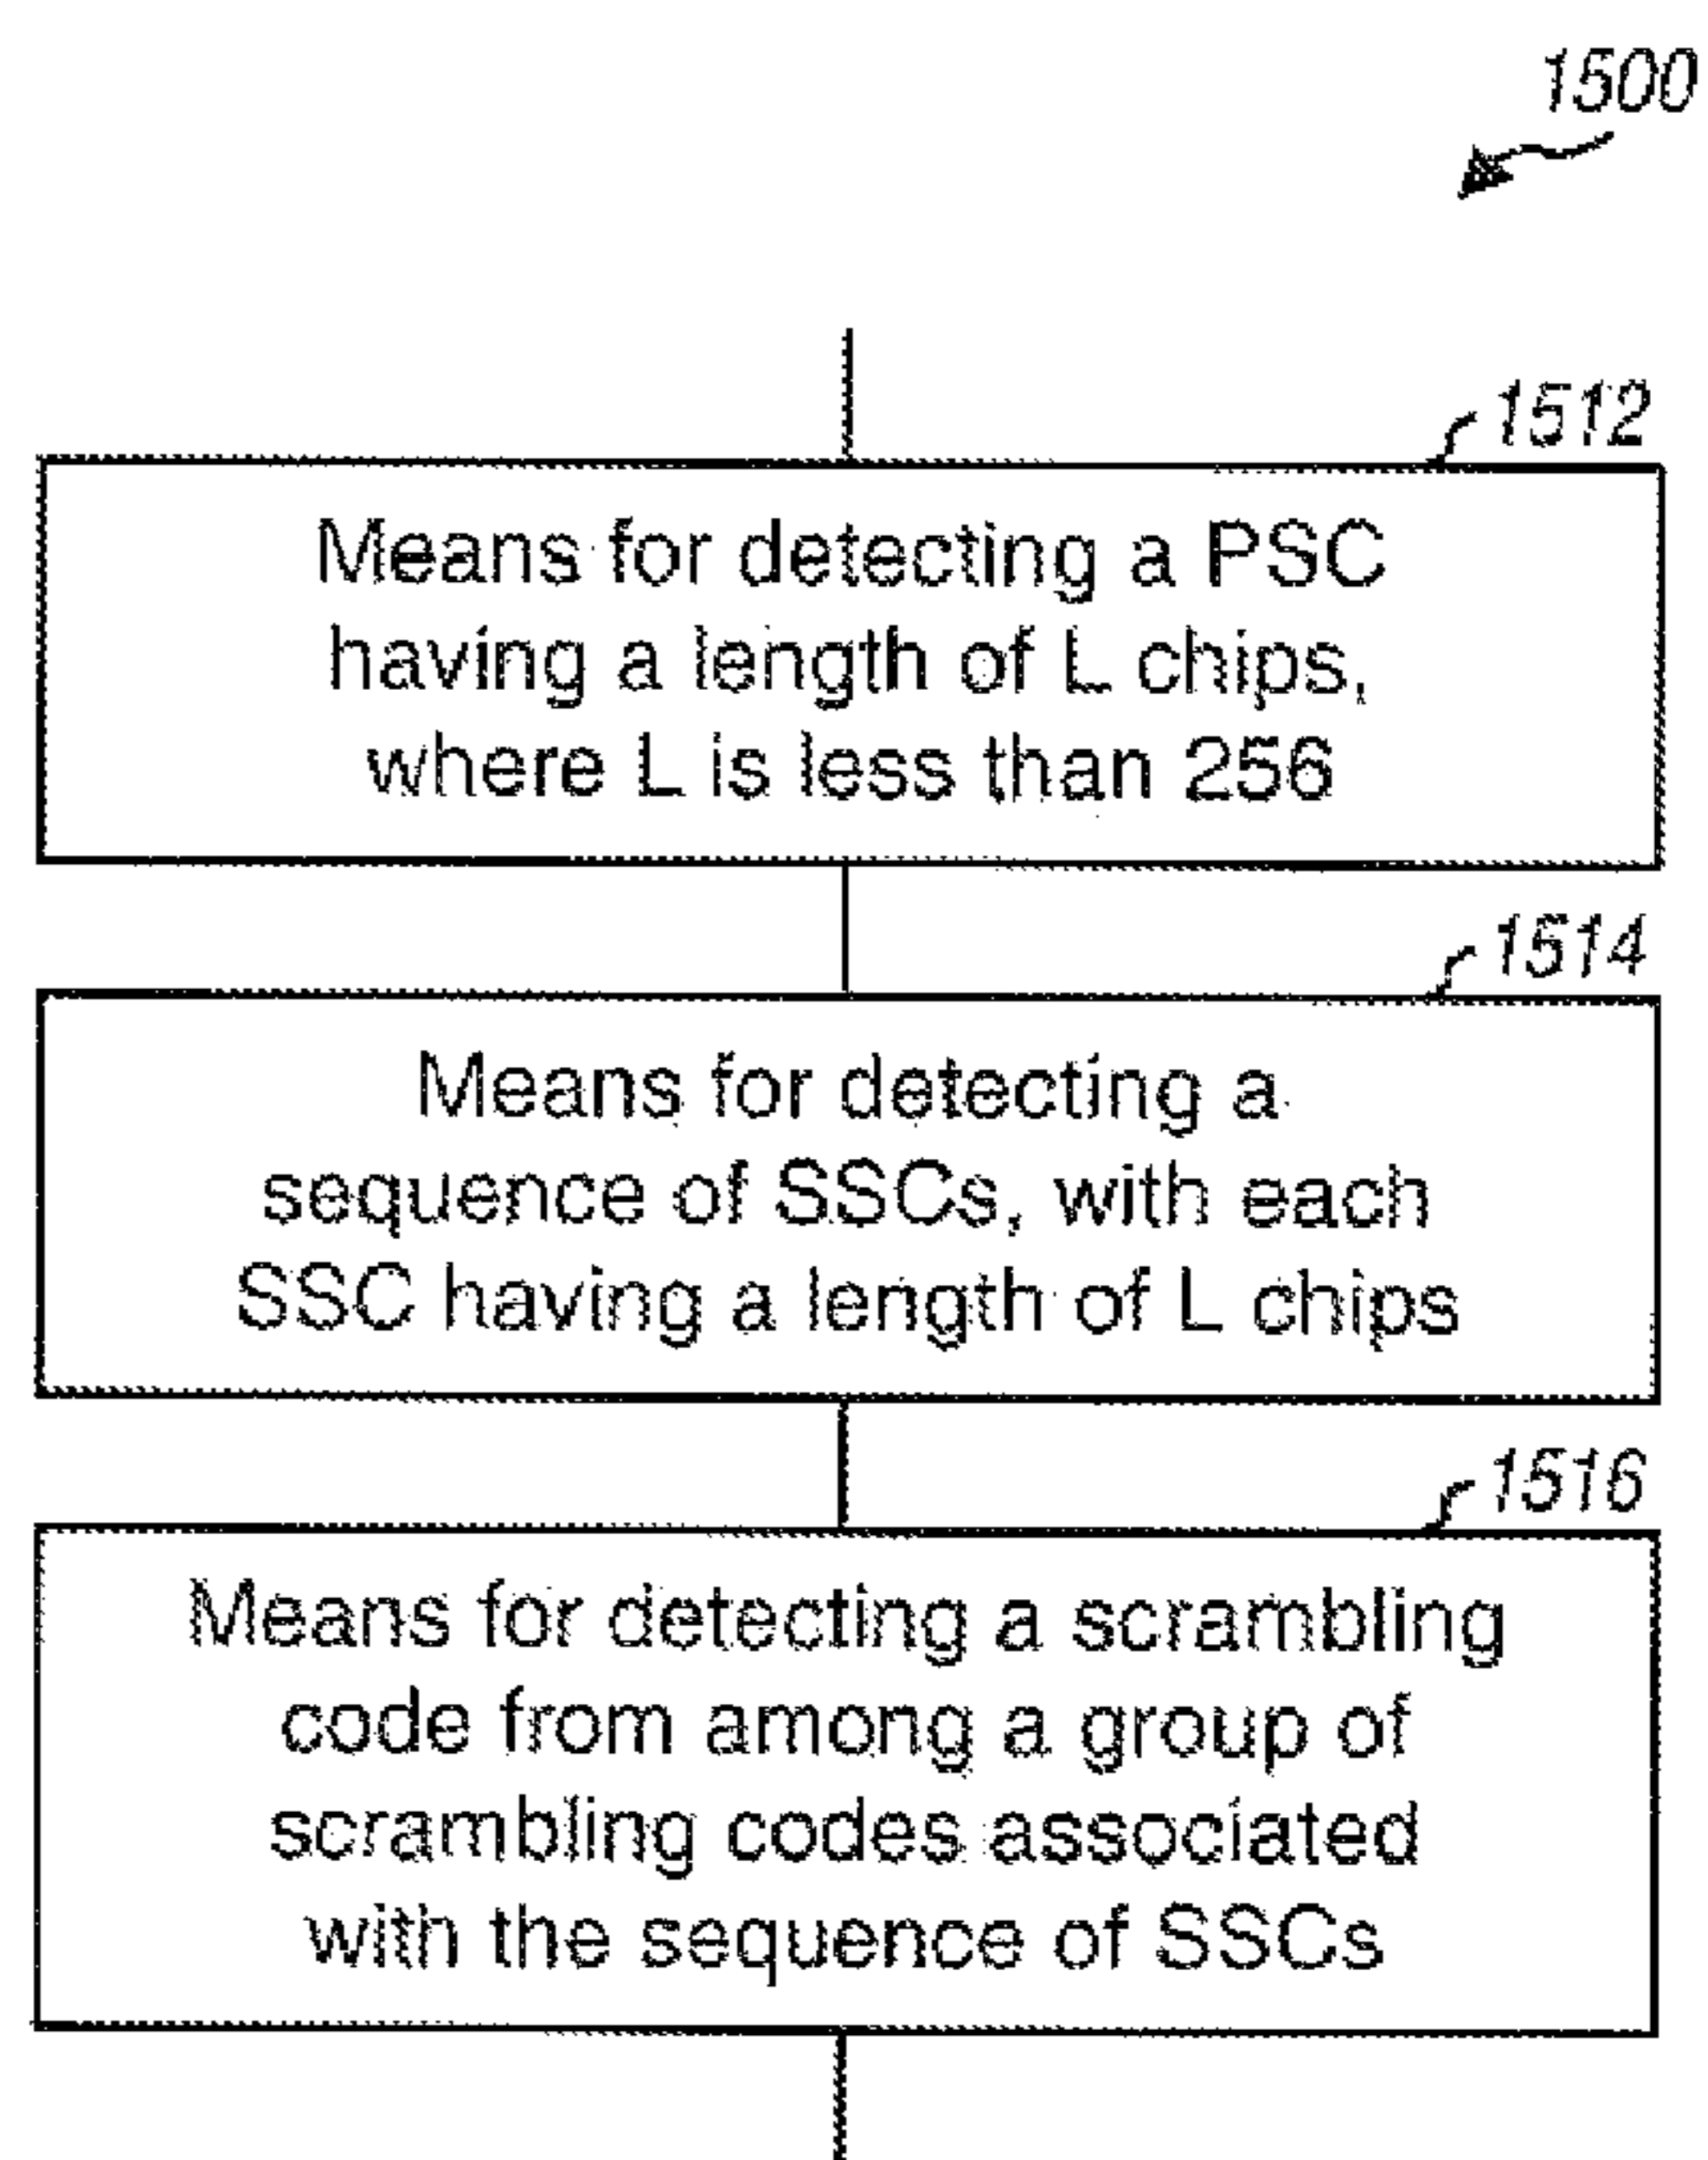 1500
1512
Means for detecting a PSC
having a length of L chips,
where L is less than 256
1514
Means for detecting a
sequence of SSCs, with each
SSC having a length of L chips
1516
Means for detecting a scrambling
code from among a group of
scrambling codes associated
with the sequence of SSCs